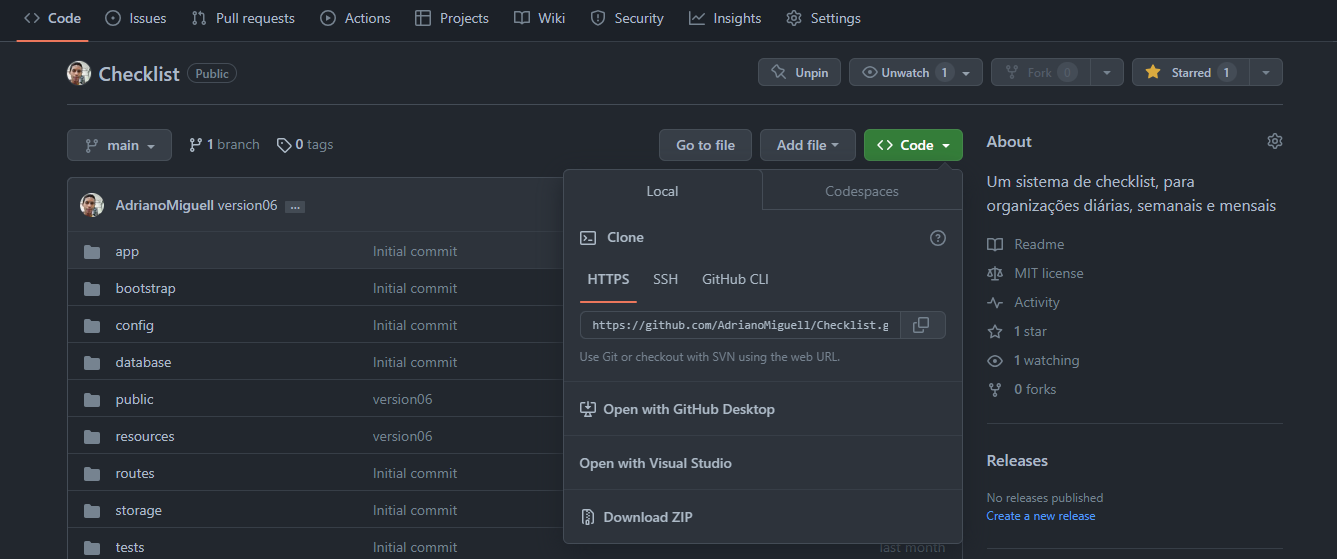 Code Issues Pull requests Actions Projects Wiki Security Insights Settings
Checklist Public
Unpin Unwatch 1 Fork 0 Starred 1
main 1 branch 0 tags
Go to file Add file Code
AdrianoMiguell version06 ...
app Initial commit
bootstrap Initial commit
config Initial commit
database Initial commit
public version06
resources version06
routes Initial commit
storage Initial commit
tests Initial commit last month
Local Codespaces
Clone
HTTPS SSH GitHub CLI
https://github.com/AdrianoMiguell/Checklist.g
Use Git or checkout with SVN using the web URL.
Open with GitHub Desktop
Open with Visual Studio
Download ZIP
About
Um sistema de checklist, para
organizações diárias, semanais e mensais
Readme
MIT license
Activity
1 star
1 watching
0 forks
Releases
No releases published
Create a new release